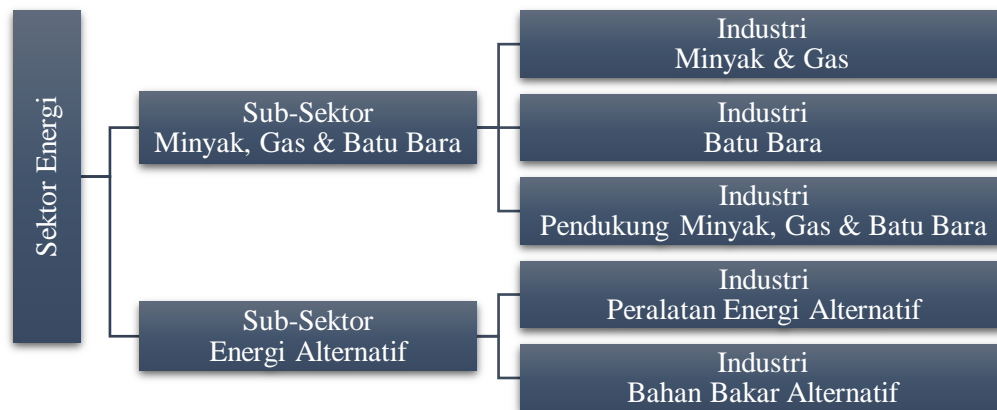 Sektor Energi
Sub-Sektor
Minyak, Gas & Batu Bara
Industri
Minyak & Gas
Industri
Batu Bara
Industri
Pendukung Minyak, Gas & Batu Bara
Sub-Sektor
Energi Alternatif
Industri
Peralatan Energi Alternatif
Industri
Bahan Bakar Alternatif